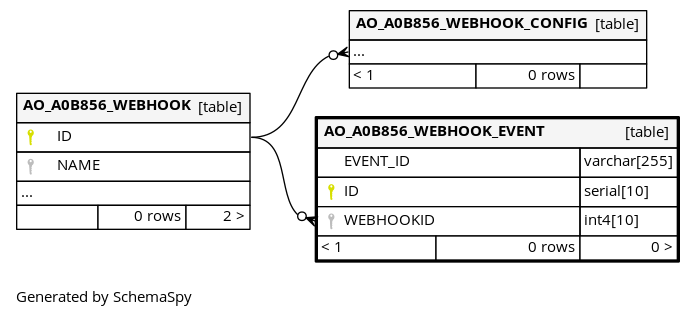 AO_A0B856_WEBHOOK_CONFIG [table]
...
< 1 0 rows
AO_A0B856_WEBHOOK [table]
ID
NAME
...
0 rows 2 >
AO_A0B856_WEBHOOK_EVENT [table]
EVENT_ID varchar[255]
ID serial[10]
WEBHOOKID int4[10]
< 1 0 rows 0 >
Generated by SchemaSpy